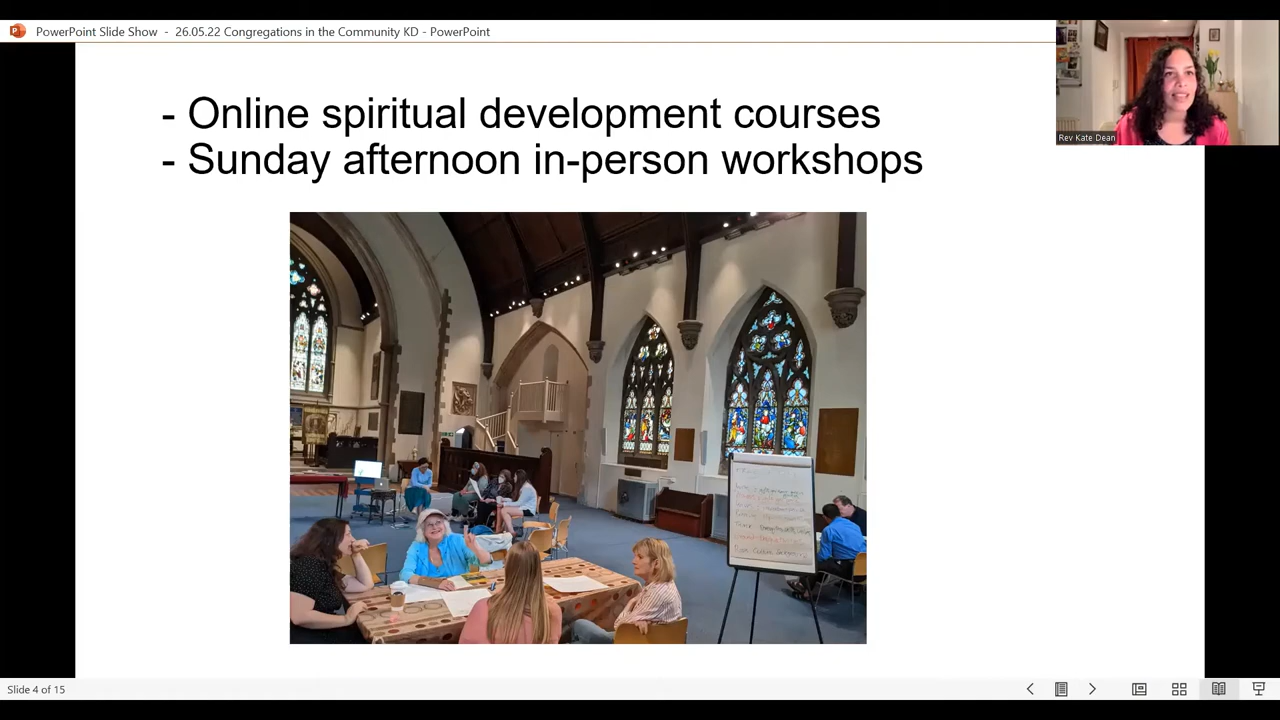 PowerPoint Slide Show - 26.05.22 Congregations in the Community KD - PowerPoint
- Online spiritual development courses
- Sunday afternoon in-person workshops
Rev Kate Dean
Slide 4 of 15